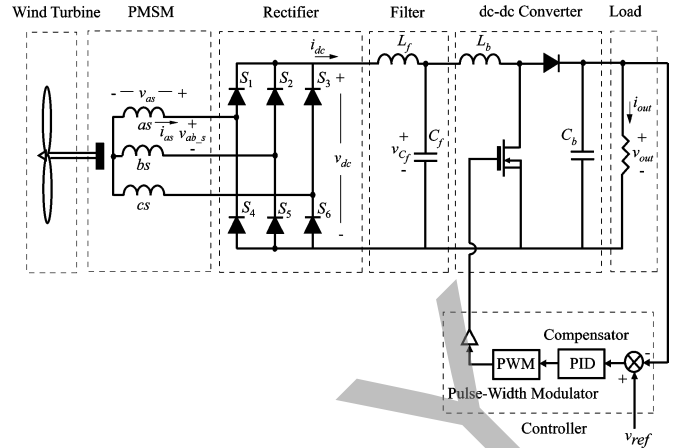 Wind Turbine PMSM Rectifier Filter dc-dc Converter Load
i_dc L_f L_b
- v_as + S_1 S_2 S_3 +
as i_as v_ab_s + -
bs
cs
S_4 S_5 S_6
v_dc
-
+ v_Cf - C_f
C_b
i_out
+ v_out -
Compensator
PWM PID - +
Pulse-Width Modulator
Controller
v_ref